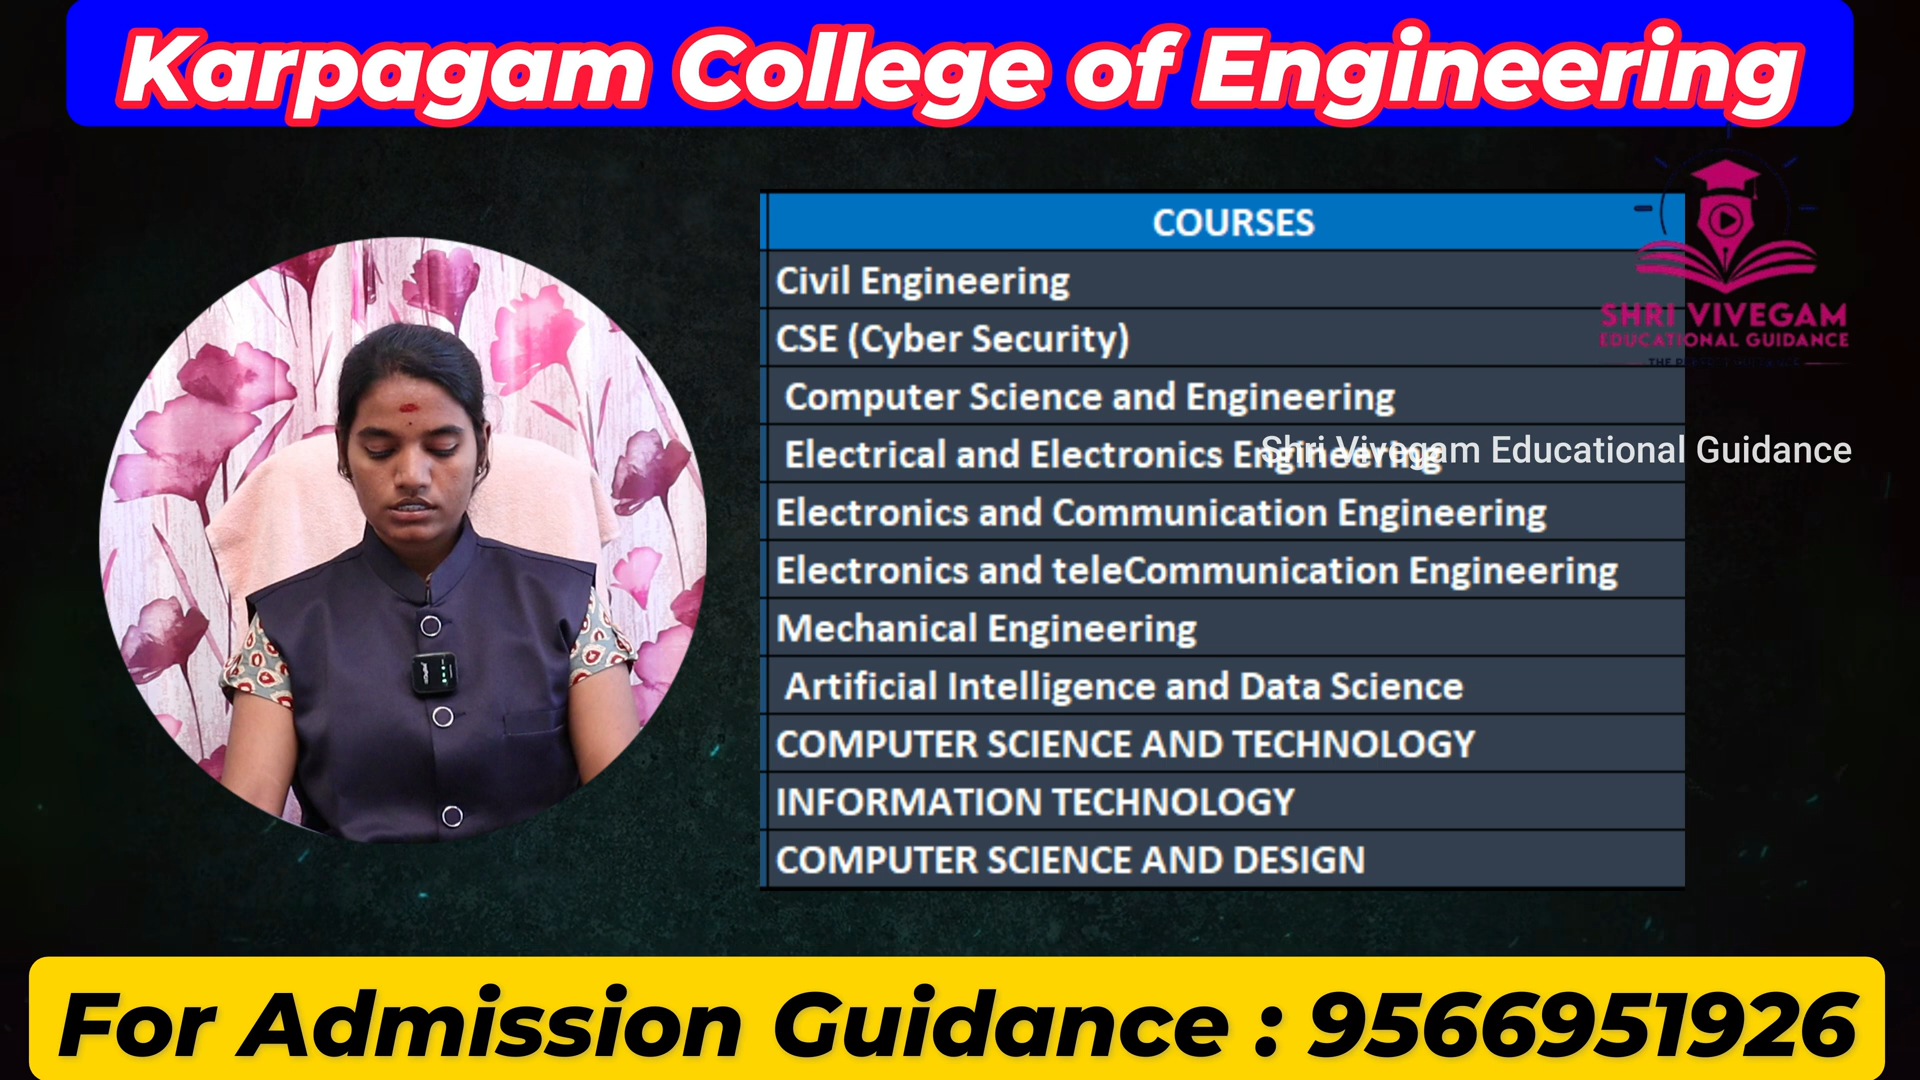 Karpagam College of Engineering
COURSES
Civil Engineering
CSE (Cyber Security)
Computer Science and Engineering
Electrical and Electronics Engineering
Electronics and Communication Engineering
Electronics and teleCommunication Engineering
Mechanical Engineering
Artificial Intelligence and Data Science
COMPUTER SCIENCE AND TECHNOLOGY
INFORMATION TECHNOLOGY
COMPUTER SCIENCE AND DESIGN
SHRI VIVEGAM
EDUCATIONAL GUIDANCE
Shri Vivegam Educational Guidance
For Admission Guidance : 9566951926